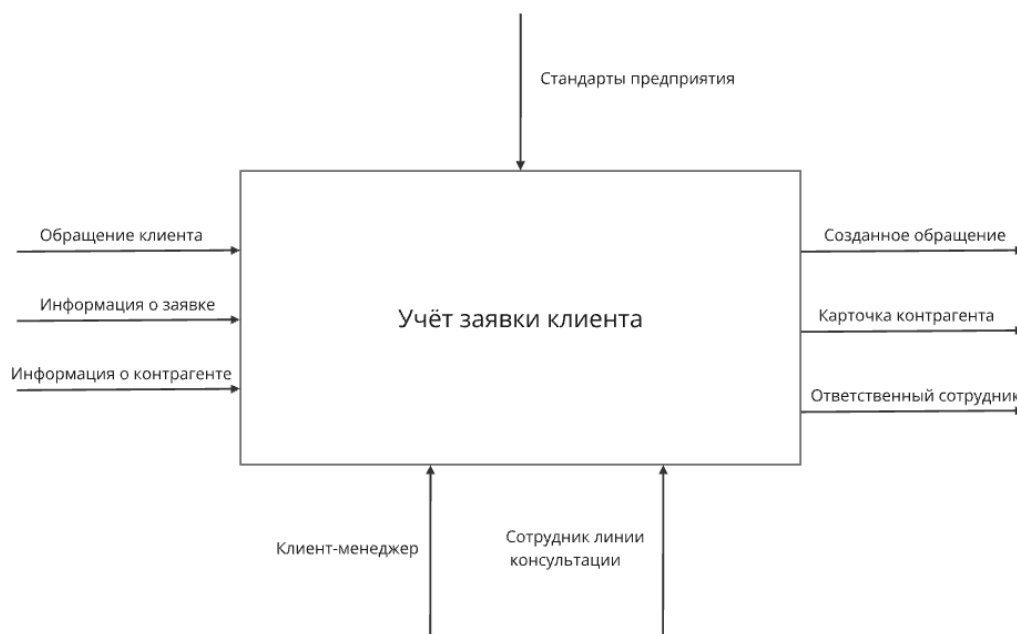 Стандарты предприятия
Обращение клиента
Созданное обращение
Информация о заявке
Учёт заявки клиента
Карточка контрагента
Информация о контрагенте
Ответственный сотрудник
Клиент-менеджер
Сотрудник линии
консультации